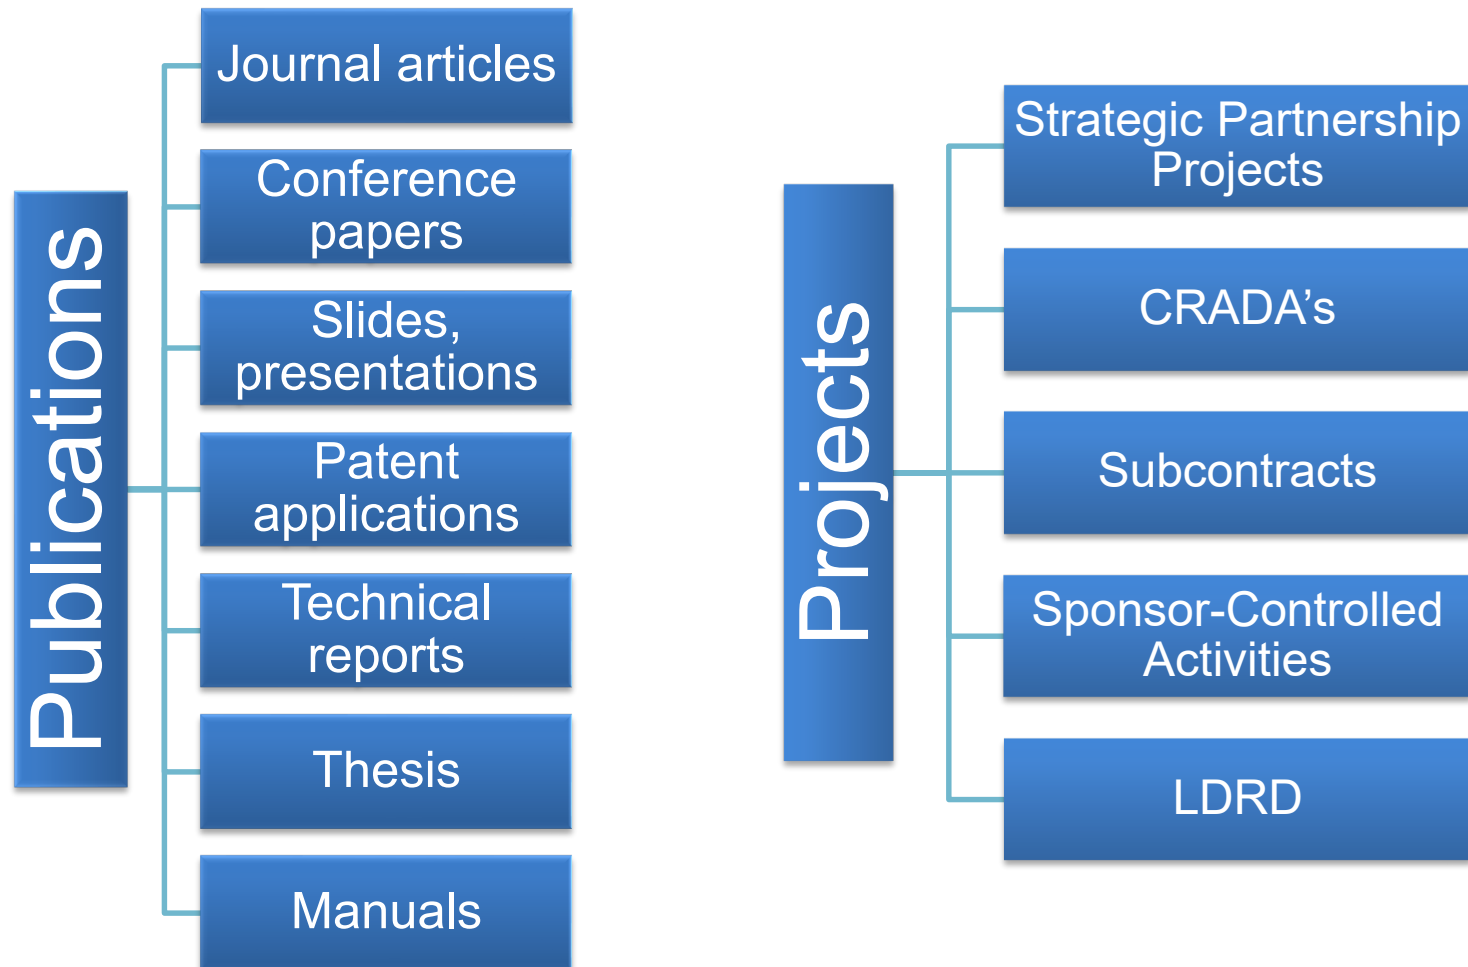 Publications
Journal articles
Conference
papers
Slides,
presentations
Patent
applications
Technical
reports
Thesis
Manuals
Projects
Strategic Partnership
Projects
CRADA’s
Subcontracts
Sponsor-Controlled
Activities
LDRD